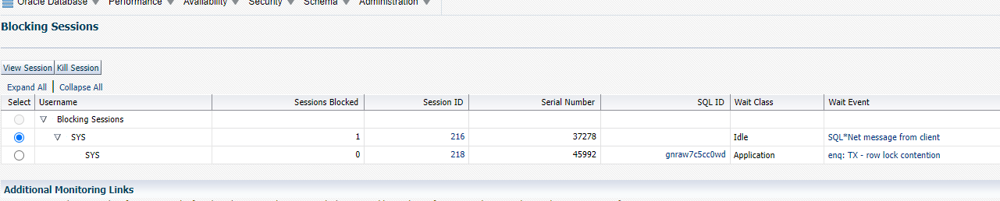 Oracle Database Performance Availability Security Schema Administration
Blocking Sessions
View Session Kill Session
Expand All Collapse All
Select Username Sessions Blocked Session ID Serial Number SQL ID Wait Class Wait Event
Blocking Sessions
SYS 1 216 37278 Idle SQL*Net message from client
SYS 0 218 45992 gnraw7c5cc0wd Application enq: TX - row lock contention
Additional Monitoring Links